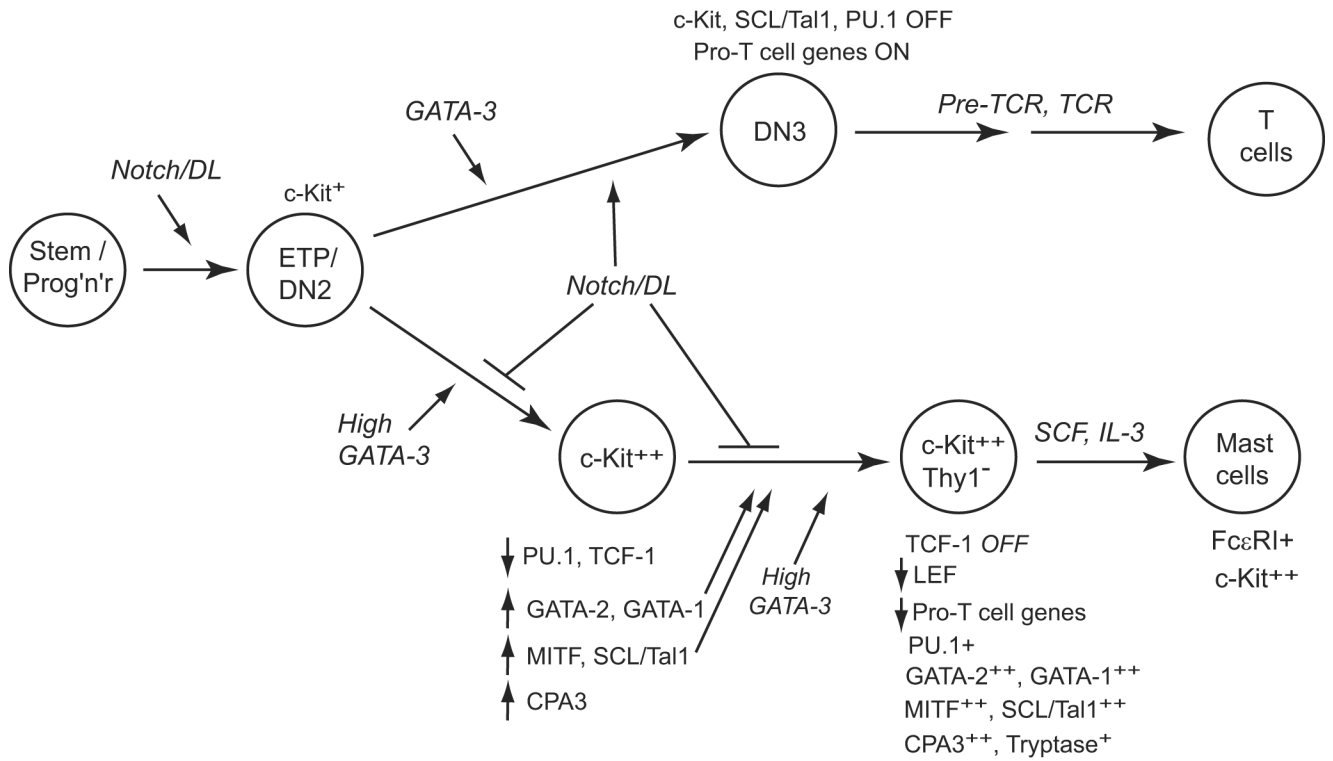 c-Kit, SCL/Tal1, PU.1 OFF
Pro-T cell genes ON
GATA-3
DN3
Pre-TCR, TCR
T
cells
Notch/DL
c-Kit⁺
Stem /
Prog'n'r
ETP/
DN2
Notch/DL
High
GATA-3
c-Kit⁺⁺
c-Kit⁺⁺
Thy1⁻
SCF, IL-3
Mast
cells
PU.1, TCF-1
GATA-2, GATA-1
MITF, SCL/Tal1
CPA3
High
GATA-3
TCF-1 OFF
LEF
Pro-T cell genes
PU.1+
GATA-2⁺⁺, GATA-1⁺⁺
MITF⁺⁺, SCL/Tal1⁺⁺
CPA3⁺⁺, Tryptase⁺
FcεRI+
c-Kit⁺⁺